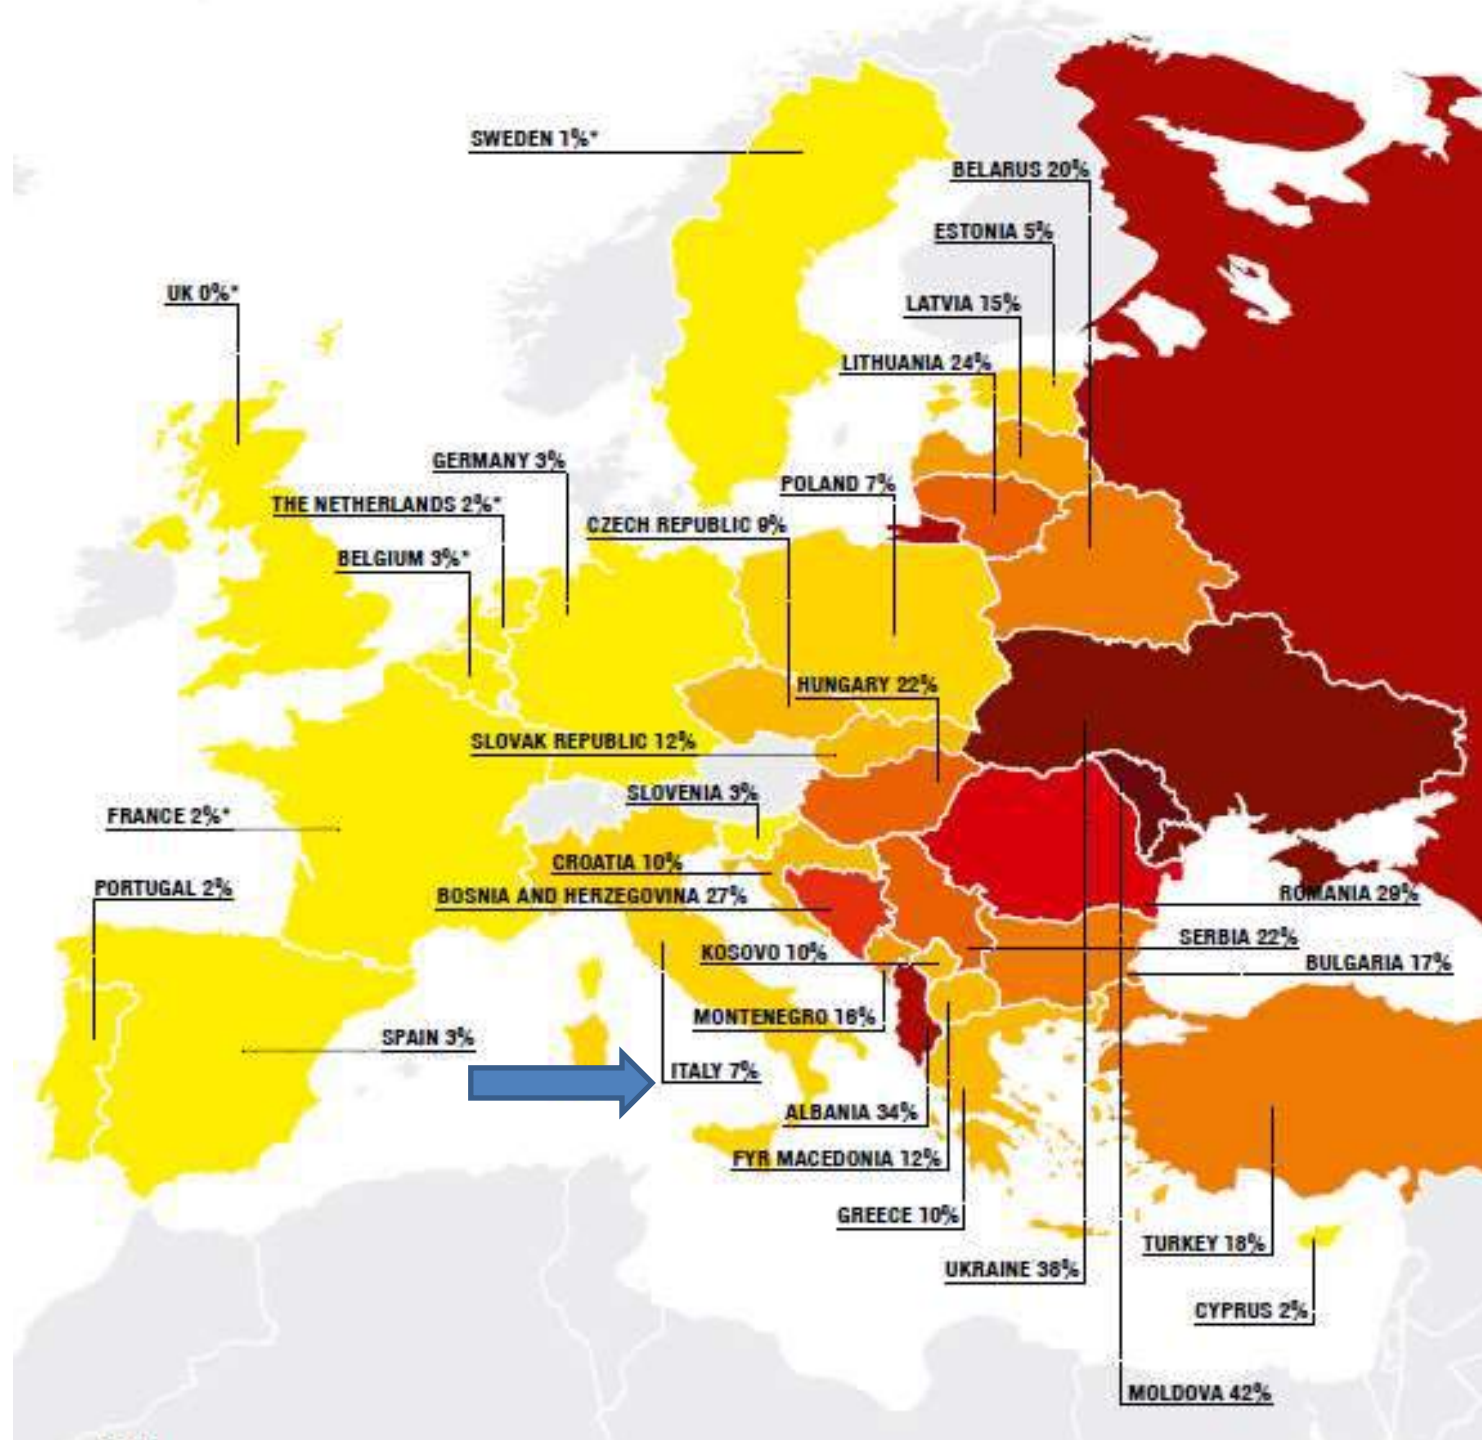 SWEDEN 1%*
BELARUS 20%
ESTONIA 5%
UK 0%*
LATVIA 15%
LITHUANIA 24%
GERMANY 3%
POLAND 7%
THE NETHERLANDS 2%*
CZECH REPUBLIC 9%
BELGIUM 3%*
HUNGARY 22%
SLOVAK REPUBLIC 12%
SLOVENIA 3%
FRANCE 2%*
CROATIA 10%
PORTUGAL 2%
BOSNIA AND HERZEGOVINA 27%
ROMANIA 29%
SERBIA 22%
KOSOVO 10%
BULGARIA 17%
MONTENEGRO 16%
SPAIN 3%
ITALY 7%
ALBANIA 34%
FYR MACEDONIA 12%
GREECE 10%
TURKEY 18%
UKRAINE 38%
CYPRUS 2%
MOLDOVA 42%